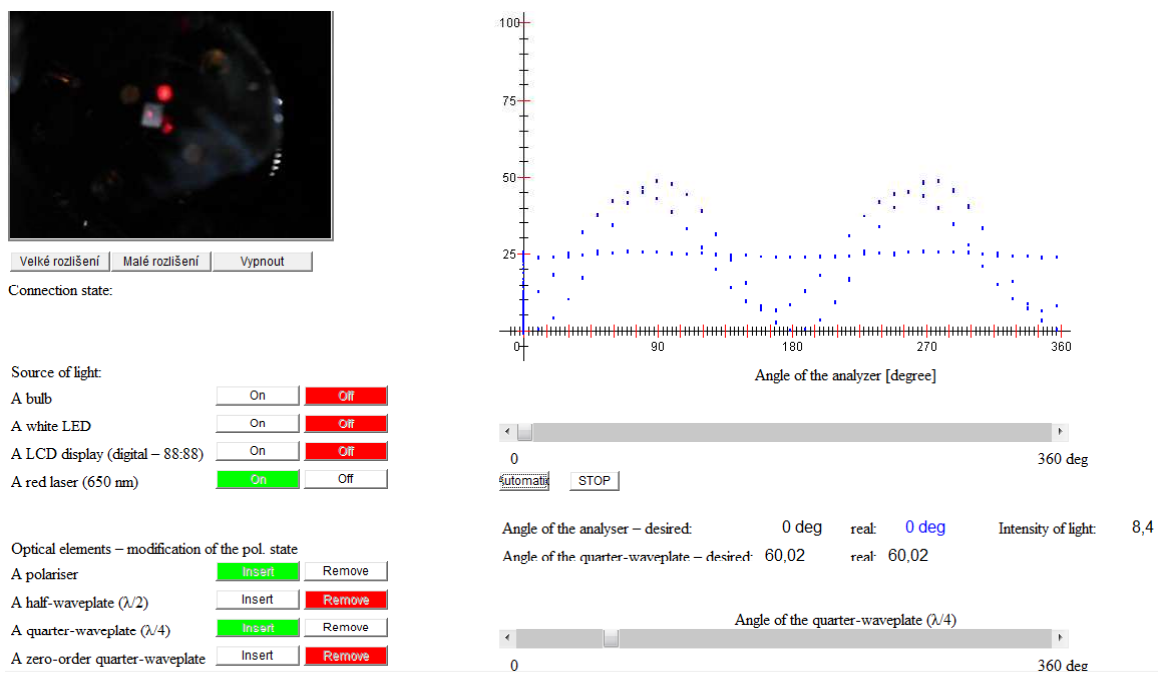 Velké rozlišení Malé rozlišení Vypnout
Connection state:
Source of light:
A bulb On Off
A white LED On Off
A LCD display (digital – 88:88) On Off
A red laser (650 nm) On Off
Optical elements – modification of the pol. state
A polariser Insert Remove
A half-waveplate (λ/2) Insert Remove
A quarter-waveplate (λ/4) Insert Remove
A zero-order quarter-waveplate Insert Remove
100
75
50
25
0 90 180 270 360
Angle of the analyzer [degree]
0 360 deg
Automatic STOP
Angle of the analyser – desired: 0 deg real: 0 deg Intensity of light: 8,4
Angle of the quarter-waveplate – desired: 60,02 real: 60,02
Angle of the quarter-waveplate (λ/4)
0 360 deg